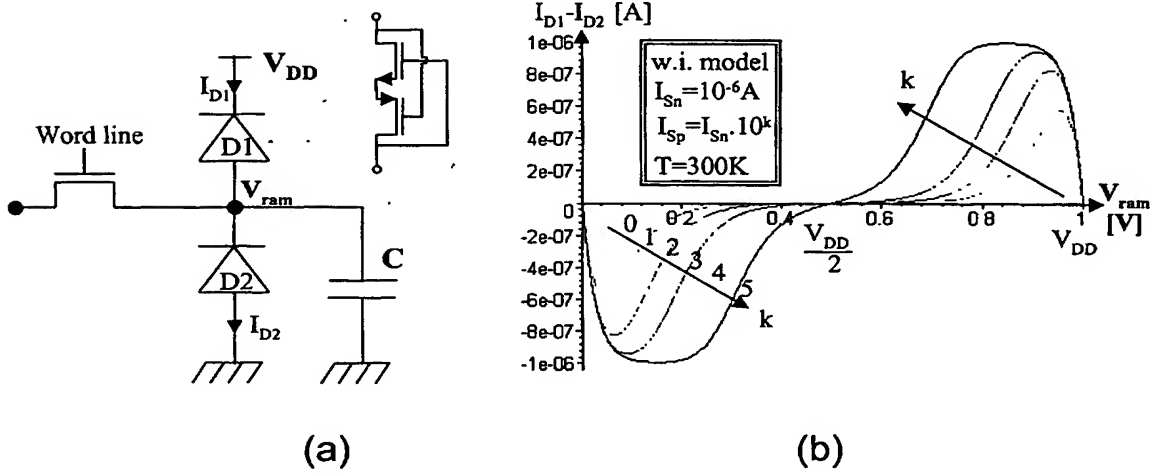 V_DD
I_D1
Word line
D1
V_ram
C
D2
I_D2
(a)
I_D1-I_D2 [A]
1e-06
8e-07
6e-07
4e-07
2e-07
0
-2e-07
-4e-07
-6e-07
-8e-07
-1e-06
w.i. model
I_Sn=10^-6A
I_Sp=I_Sn.10^k
T=300K
k
V_ram
[V]
0.2
0.4
0.6
0.8
1
V_DD
V_DD
2
0
1
2
3
4
5
k
(b)